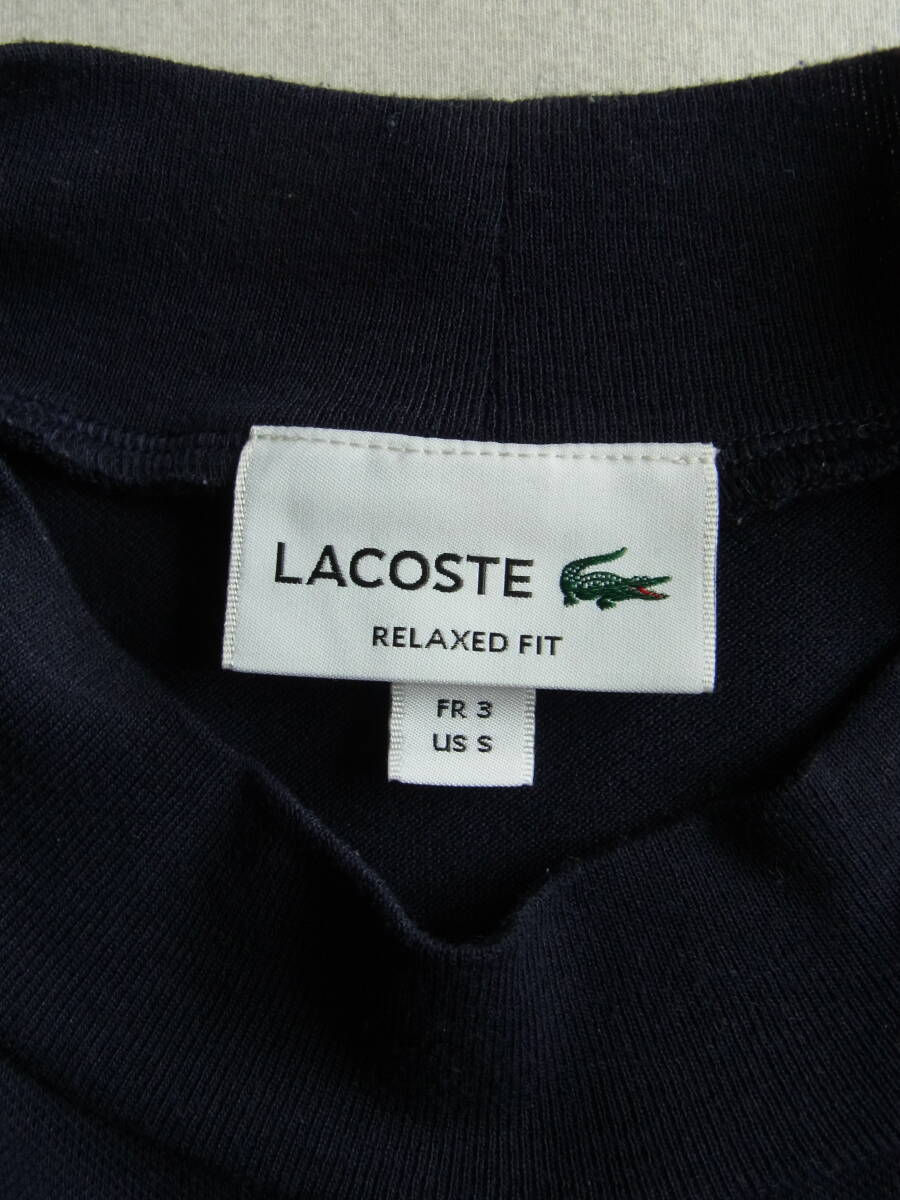 LACOSTE
RELAXED FIT
FR 3
US S